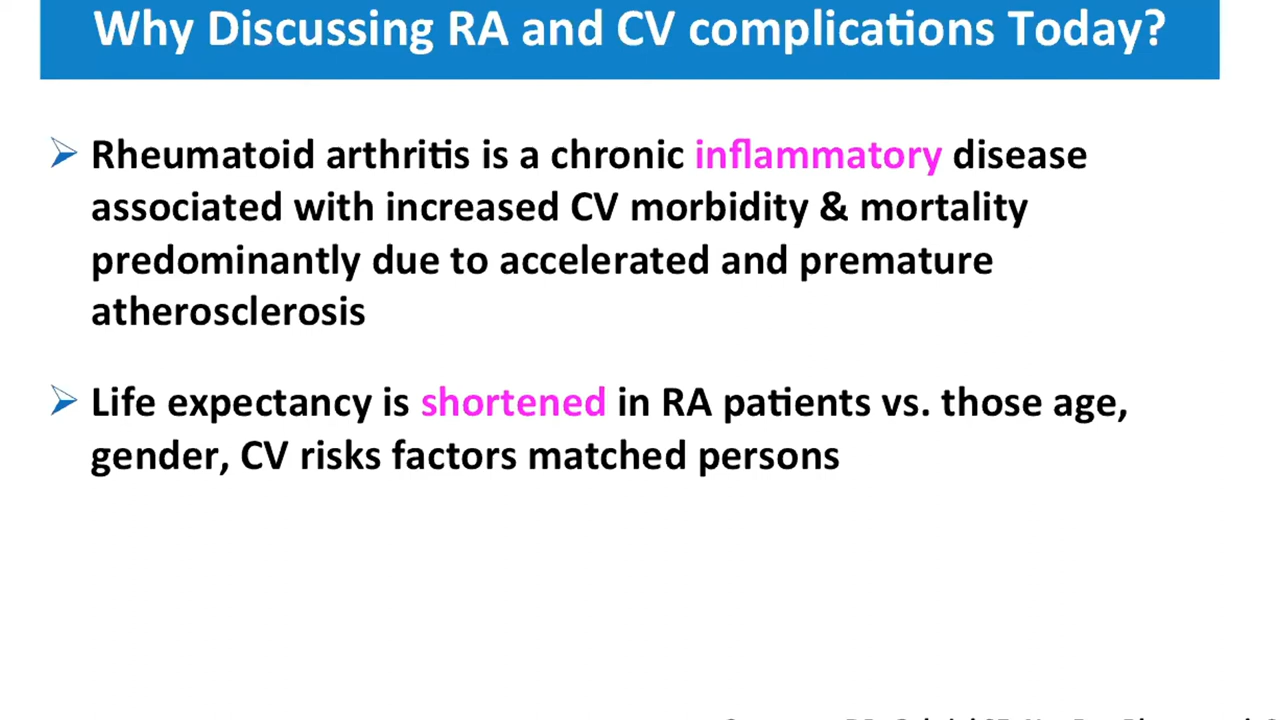 Why Discussing RA and CV complications Today?
Rheumatoid arthritis is a chronic inflammatory disease
associated with increased CV morbidity & mortality
predominantly due to accelerated and premature
atherosclerosis
Life expectancy is shortened in RA patients vs. those age,
gender, CV risks factors matched persons